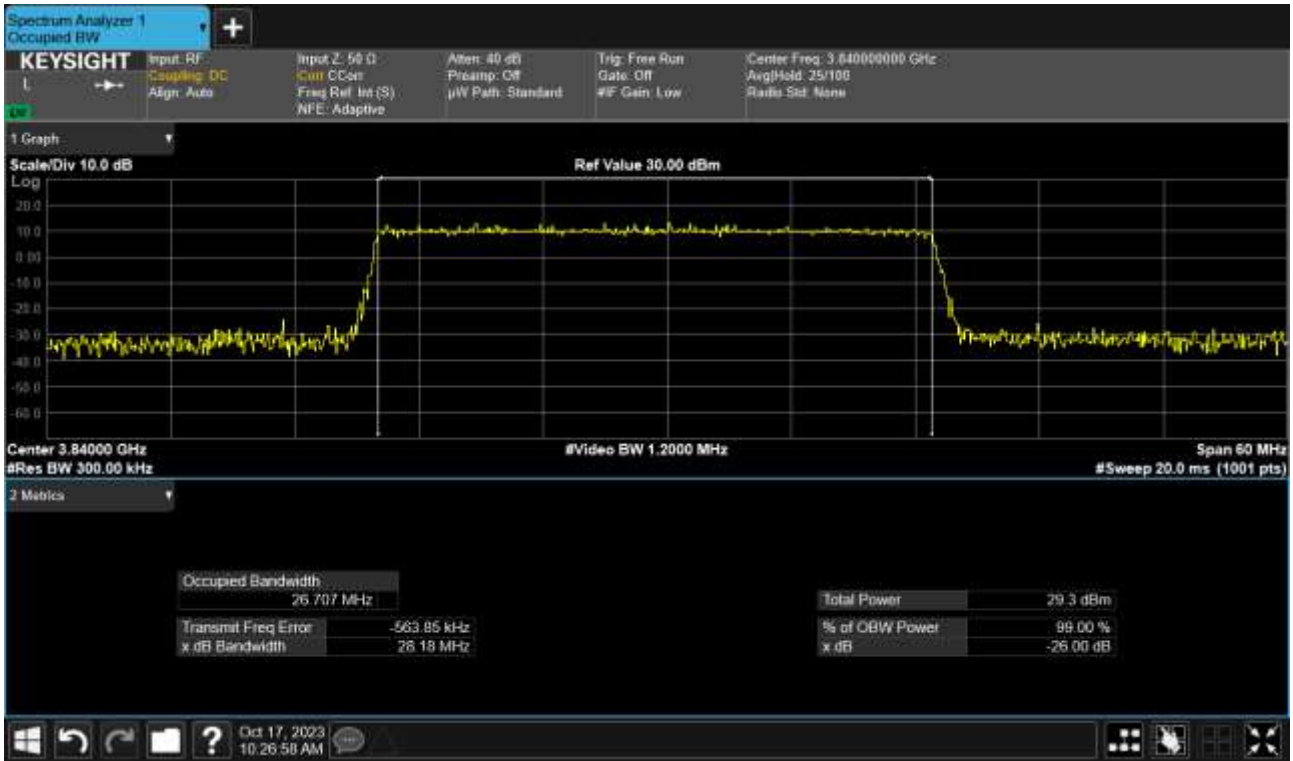 Spectrum Analyzer 1
Occupied BW
KEYSIGHT
L
Input: RF
Coupling: DC
Align: Auto
Input Z: 50 Ω
Corr CCorr
Freq Ref: Int (S)
NFE: Adaptive
Atten: 40 dB
Preamp: Off
µW Path: Standard
Trig: Free Run
Gate: Off
#IF Gain: Low
Center Freq: 3.840000000 GHz
Avg|Hold: 25/100
Radio Std: None
1 Graph
Scale/Div 10.0 dB
Ref Value 30.00 dBm
Log
20.0
10.0
0.00
-10.0
-20.0
-30.0
-40.0
-50.0
-60.0
Center 3.84000 GHz
#Video BW 1.2000 MHz
Span 60 MHz
#Res BW 300.00 kHz
#Sweep 20.0 ms (1001 pts)
2 Metrics
Occupied Bandwidth
26.707 MHz
Total Power 29.3 dBm
Transmit Freq Error -563.85 kHz
% of OBW Power 99.00 %
x dB Bandwidth 28.18 MHz
x dB -26.00 dB
?
Oct 17, 2023
10:26:58 AM